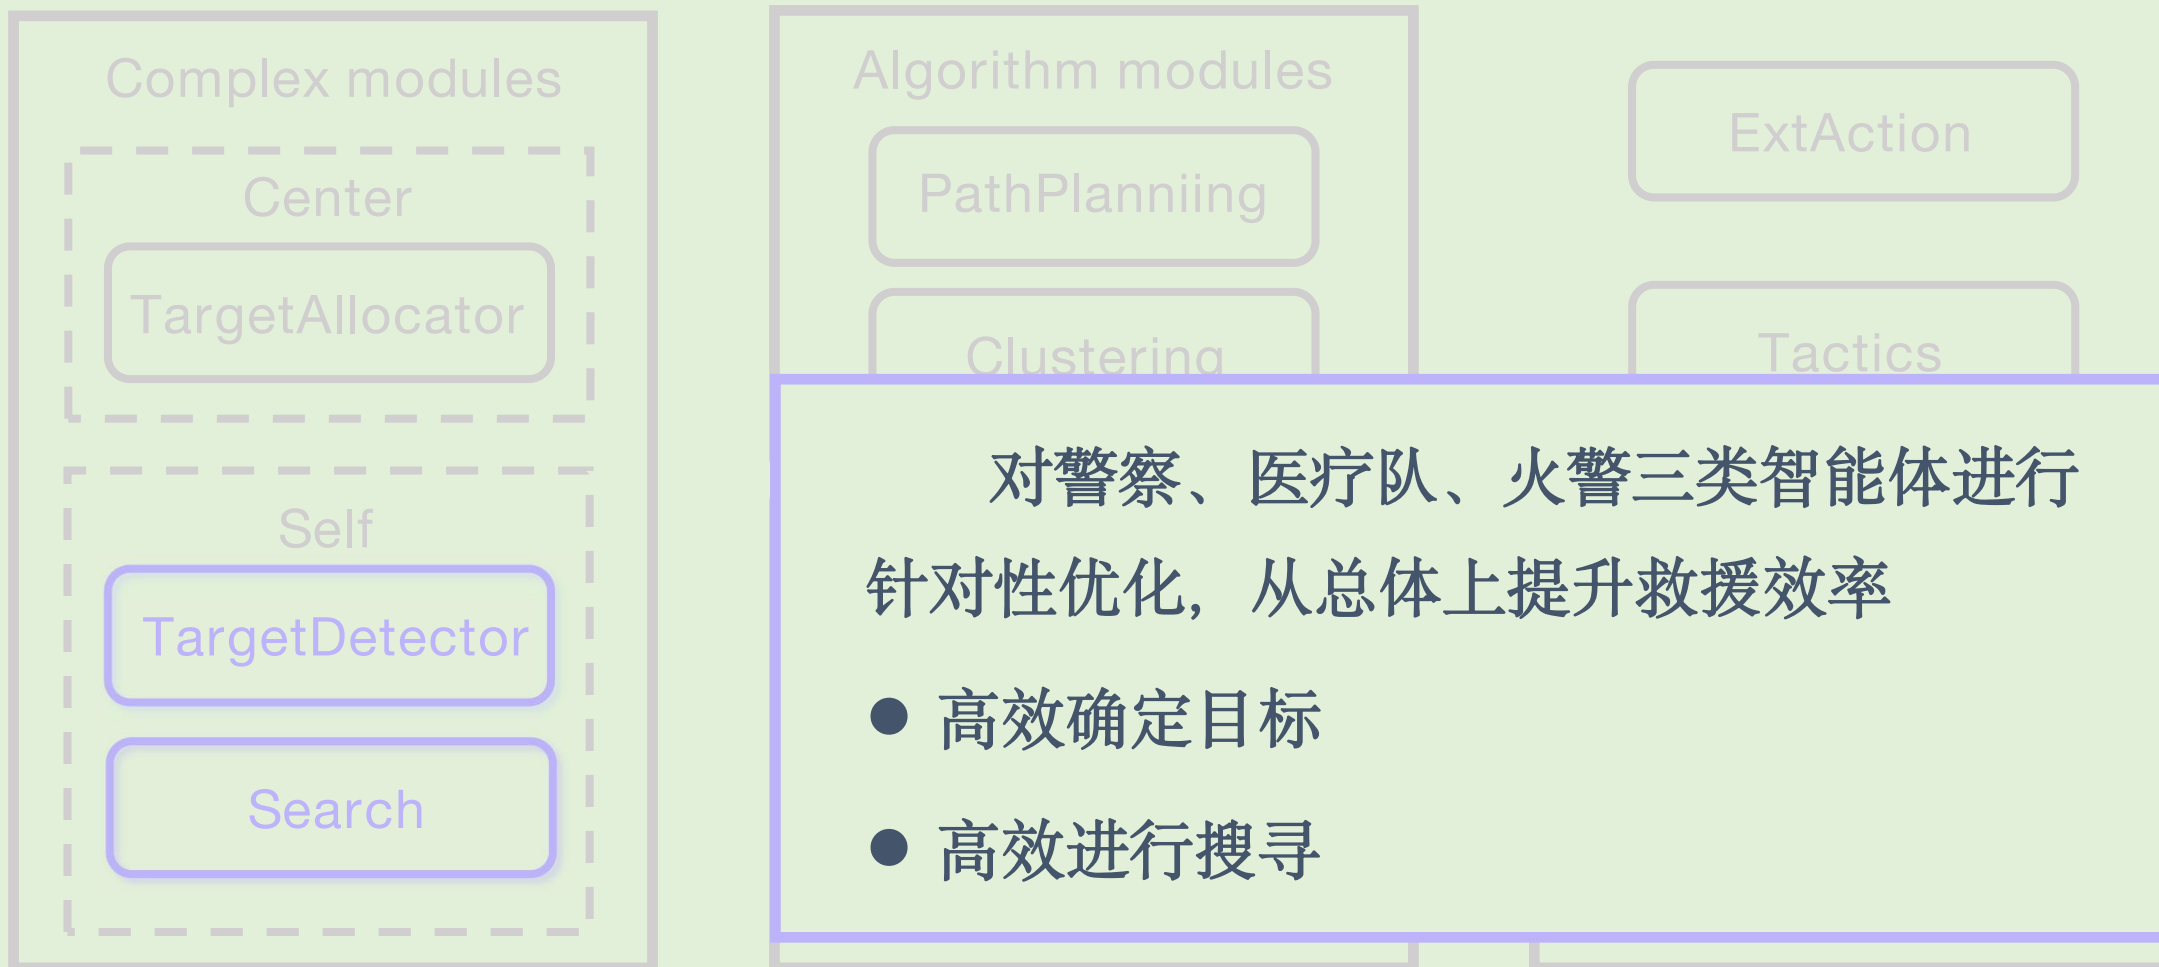 Complex modules
Center
TargetAllocator
Self
TargetDetector
Search
Algorithm modules
PathPlanniing
Clustering
ExtAction
Tactics
对警察、医疗队、火警三类智能体进行
针对性优化，从总体上提升救援效率
● 高效确定目标
● 高效进行搜寻